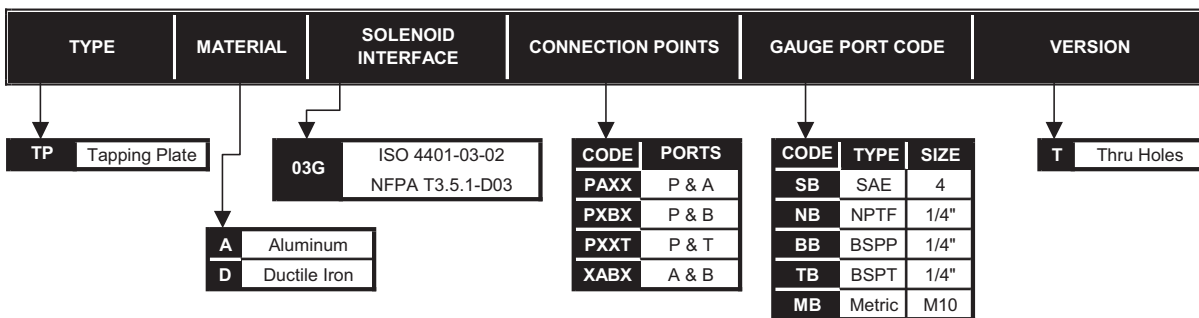 TYPE MATERIAL SOLENOID INTERFACE CONNECTION POINTS GAUGE PORT CODE VERSION
TP Tapping Plate
A Aluminum
D Ductile Iron
03G ISO 4401-03-02
NFPA T3.5.1-D03
CODE PORTS
PAXX P & A
PXBX P & B
PXXT P & T
XABX A & B
CODE TYPE SIZE
SB SAE 4
NB NPTF 1/4"
BB BSPP 1/4"
TB BSPT 1/4"
MB Metric M10
T Thru Holes